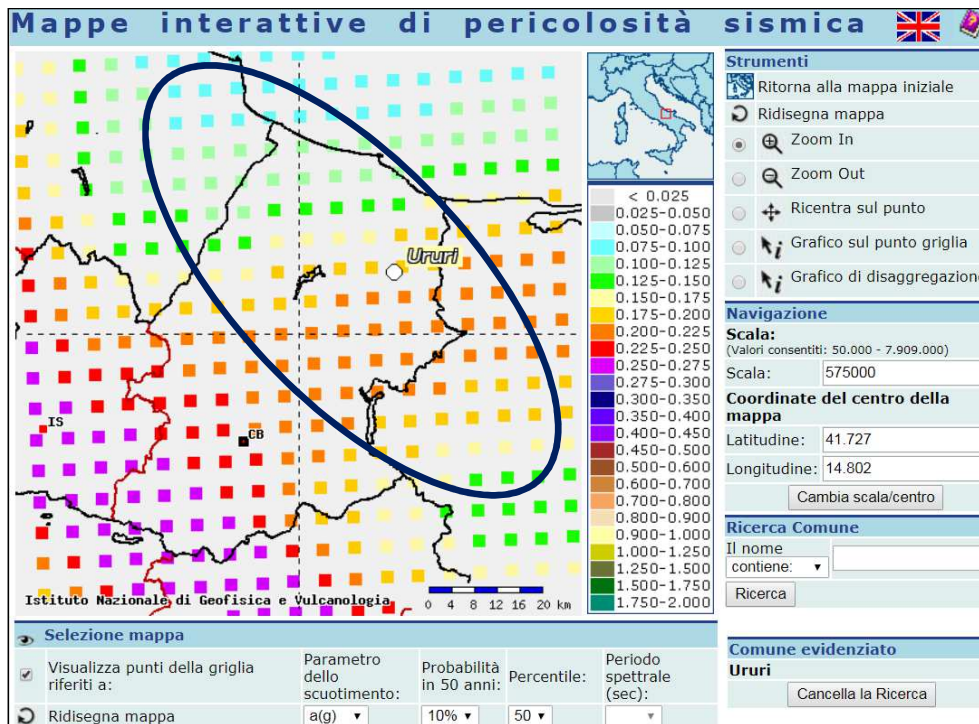 Mappe interattive di pericolosità sismica
Ururi
IS
CB
Istituto Nazionale di Geofisica e Vulcanologia
0 4 8 12 16 20 km
< 0.025
0.025-0.050
0.050-0.075
0.075-0.100
0.100-0.125
0.125-0.150
0.150-0.175
0.175-0.200
0.200-0.225
0.225-0.250
0.250-0.275
0.275-0.300
0.300-0.350
0.350-0.400
0.400-0.450
0.450-0.500
0.500-0.600
0.600-0.700
0.700-0.800
0.800-0.900
0.900-1.000
1.000-1.250
1.250-1.500
1.500-1.750
1.750-2.000
Strumenti
Ritorna alla mappa iniziale
Ridisegna mappa
Zoom In
Zoom Out
Ricentra sul punto
Grafico sul punto griglia
Grafico di disaggregazione
Navigazione
Scala:
(Valori consentiti: 50.000 - 7.909.000)
Scala: 575000
Coordinate del centro della
mappa
Latitudine: 41.727
Longitudine: 14.802
Cambia scala/centro
Ricerca Comune
Il nome
contiene:
Ricerca
Comune evidenziato
Ururi
Cancella la Ricerca
Selezione mappa
Visualizza punti della griglia
riferiti a:
Parametro
dello
scuotimento:
Probabilità
in 50 anni:
Percentile:
Periodo
spettrale
(sec):
Ridisegna mappa
a(g) 10% 50